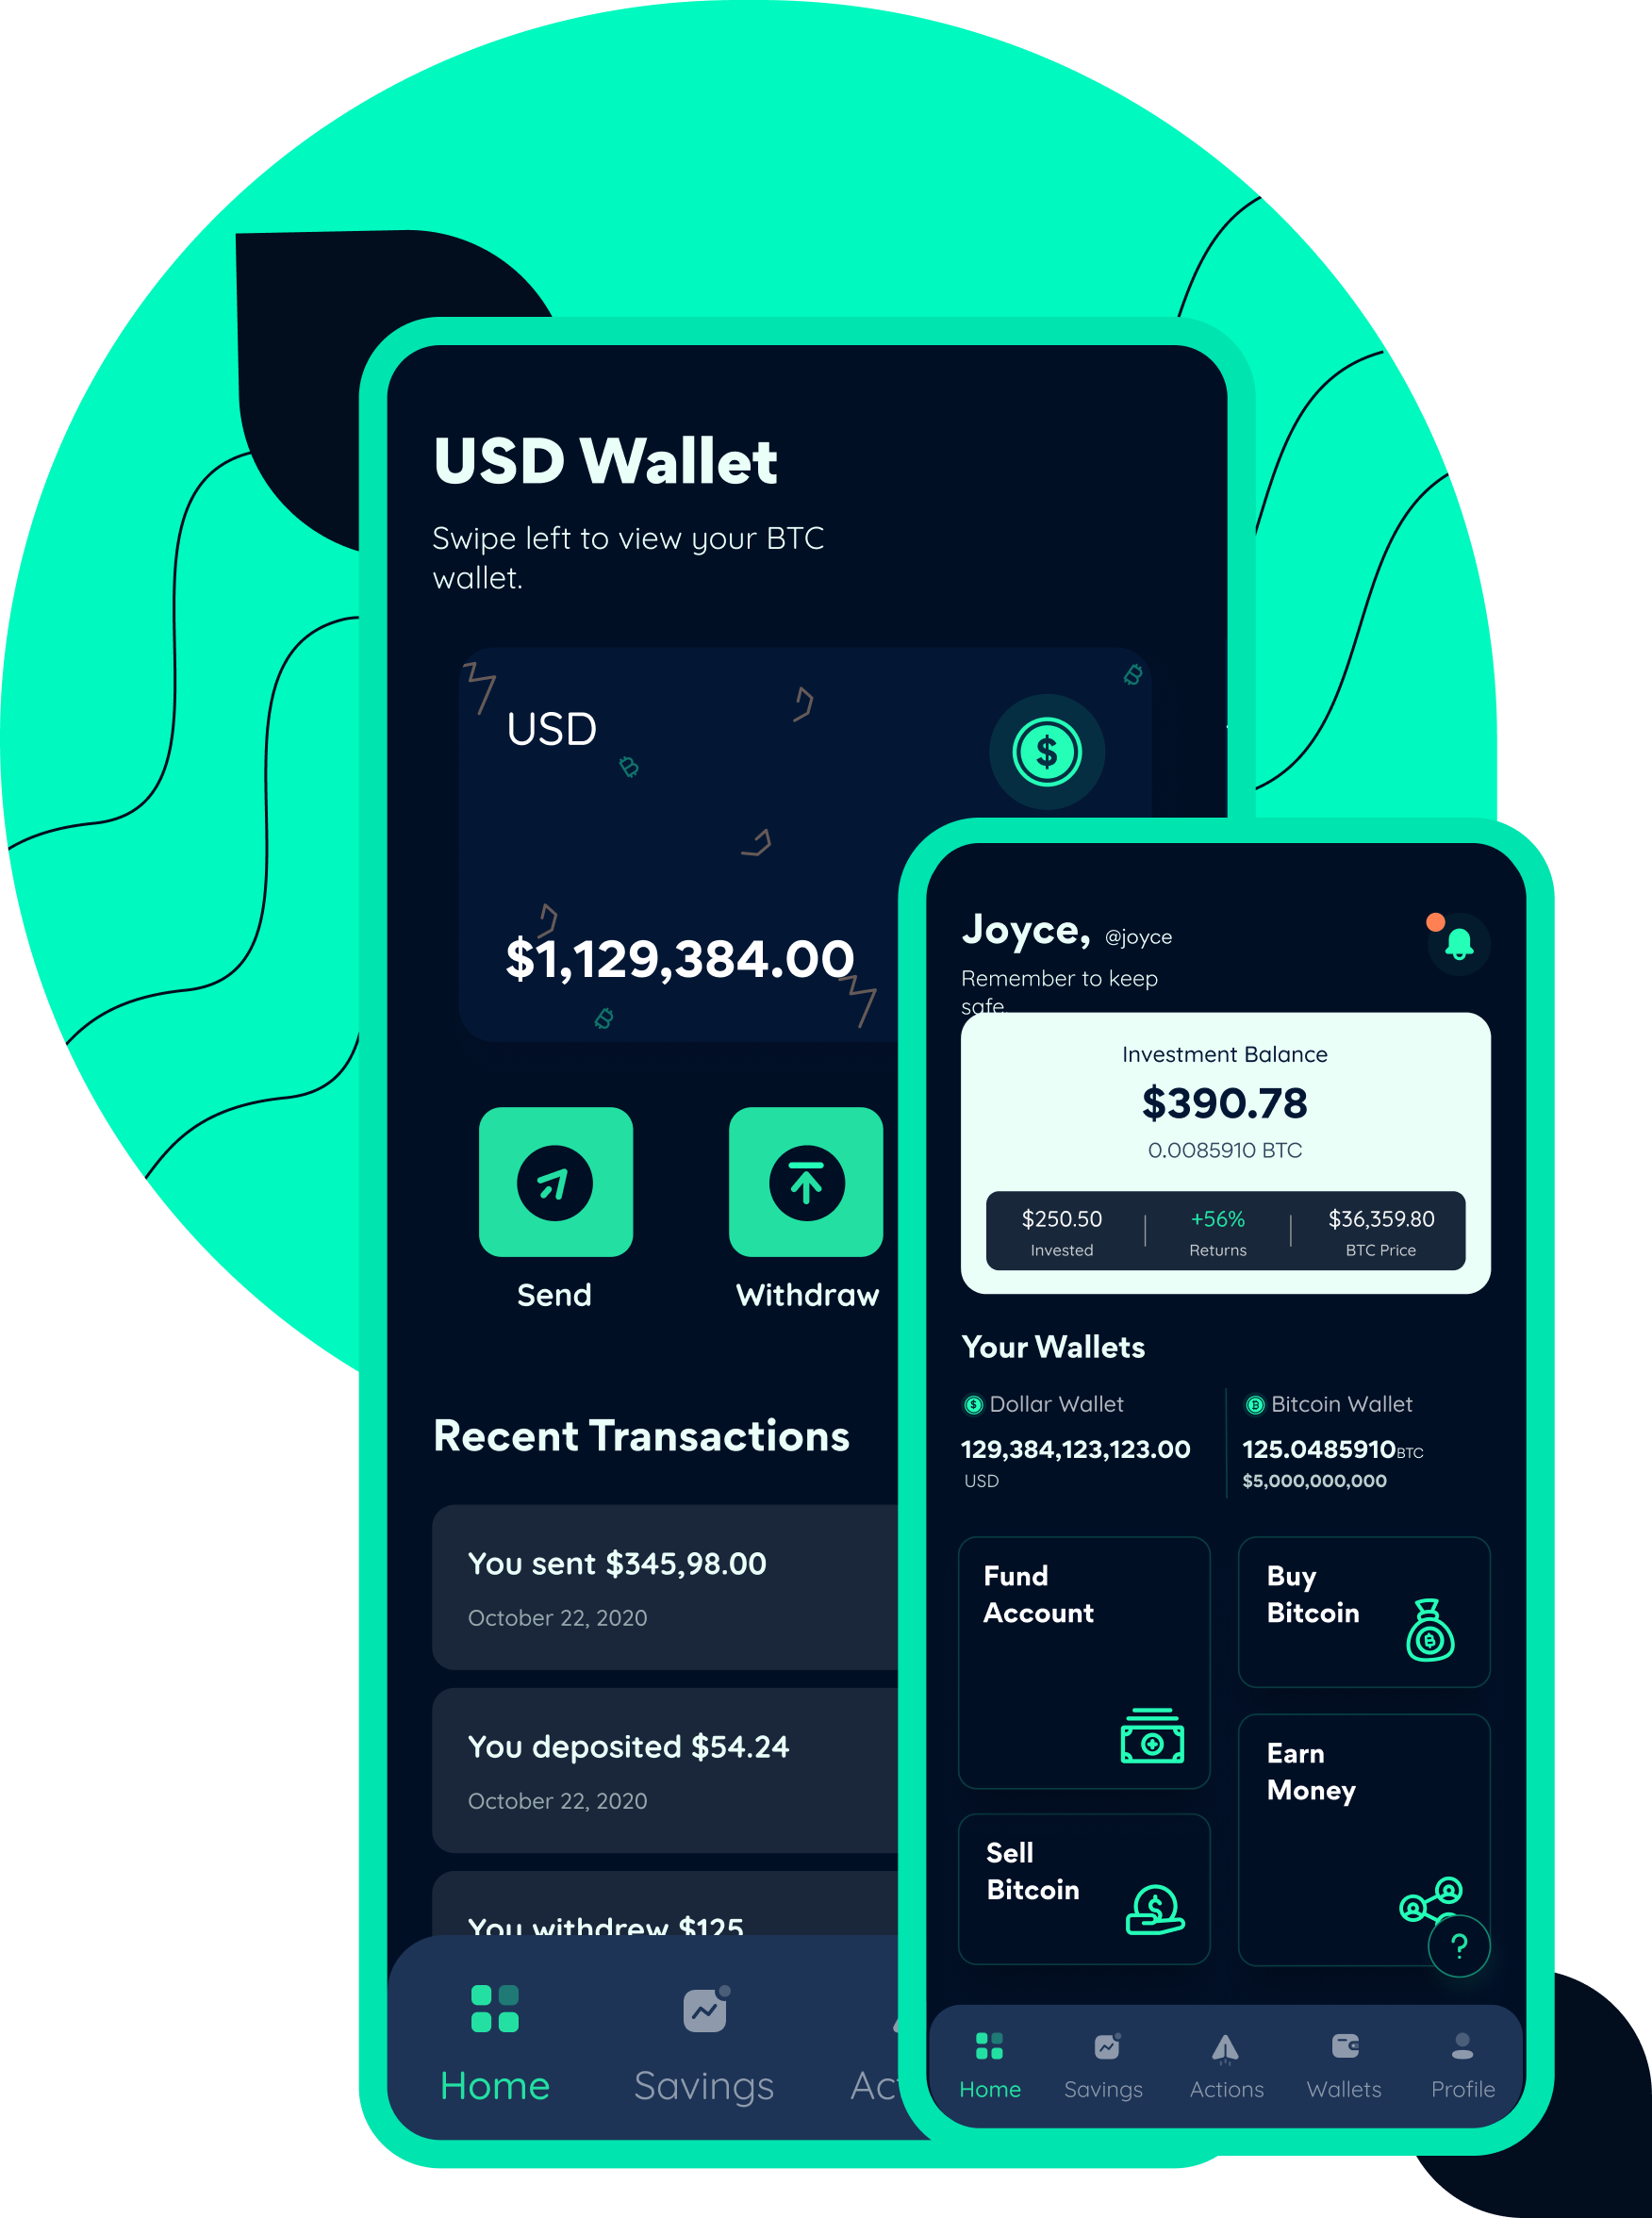 USD Wallet
Swipe left to view your BTC
wallet.
USD
$1,129,384.00
Send
Withdraw
Recent Transactions
You sent $345,98.00
October 22, 2020
You deposited $54.24
October 22, 2020
You withdrew $125
Home
Savings
Joyce, @joyce
Remember to keep
safe.
Investment Balance
$390.78
0.0085910 BTC
$250.50 +56% $36,359.80
Invested Returns BTC Price
Your Wallets
Dollar Wallet
129,384,123,123.00
USD
Bitcoin Wallet
125.0485910BTC
$5,000,000,000
Fund
Account
Buy
Bitcoin
Sell
Bitcoin
Earn
Money
?
Home Savings Actions Wallets Profile